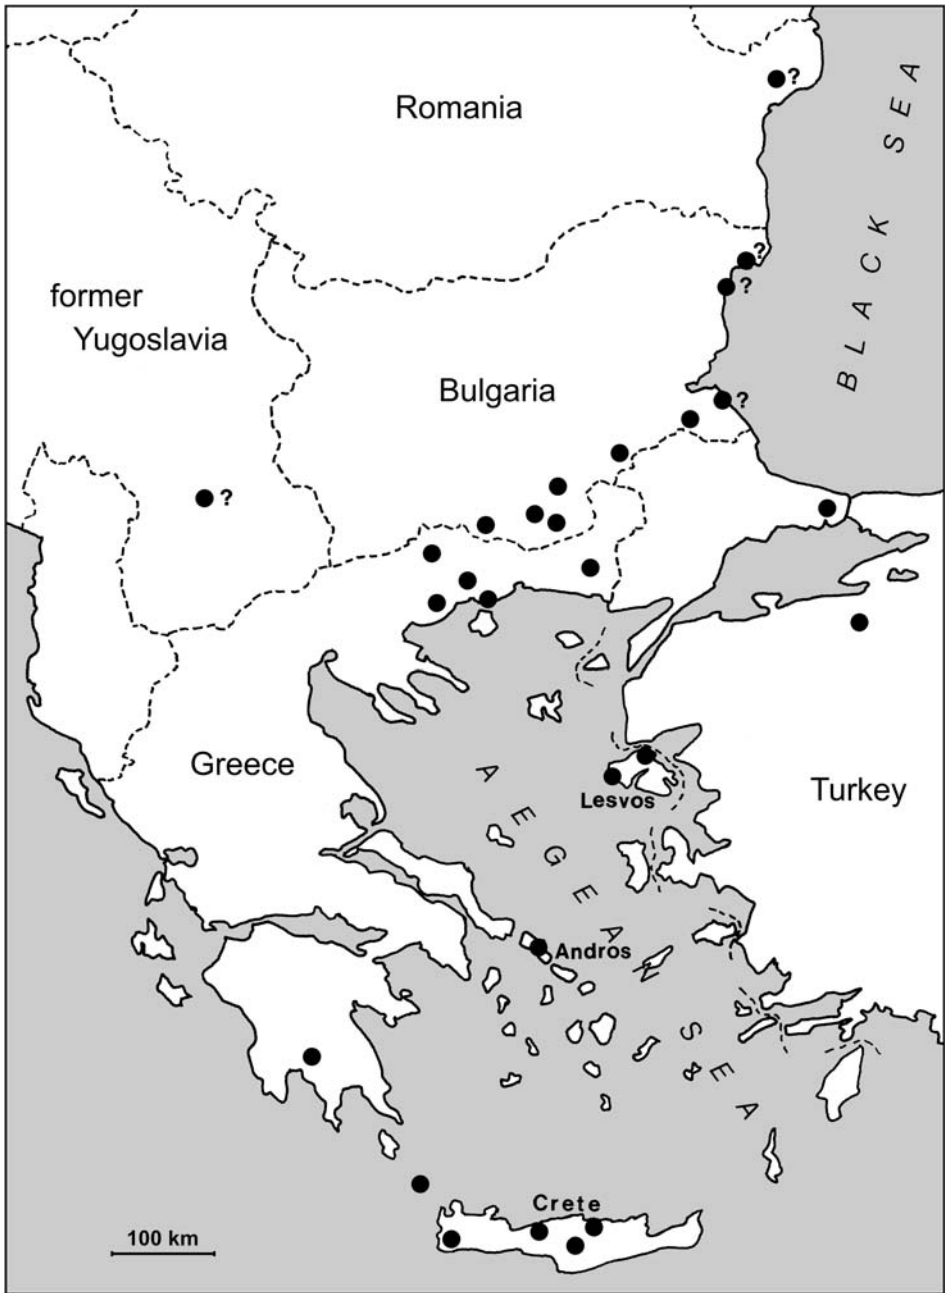 ?
Romania
BLACK SEA
?
?
former
Yugoslavia
Bulgaria
?
?
Greece
Turkey
Lesvos
AEGEAN SEA
Andros
Crete
100 km